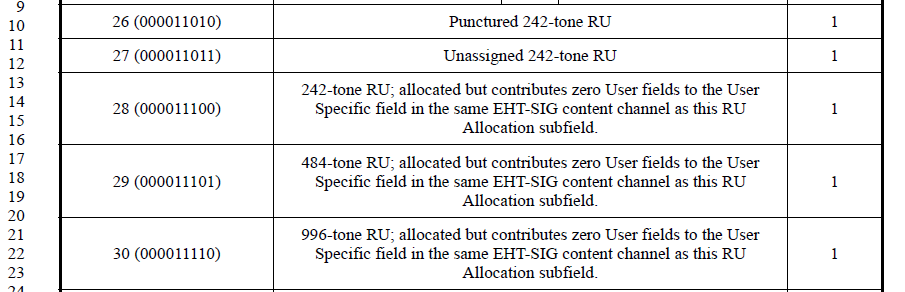 9
10
11
12
13
14
15
16
17
18
19
20
21
22
23
26 (000011010) Punctured 242-tone RU 1
27 (000011011) Unassigned 242-tone RU 1
28 (000011100) 242-tone RU; allocated but contributes zero User fields to the User
Specific field in the same EHT-SIG content channel as this RU
Allocation subfield. 1
29 (000011101) 484-tone RU; allocated but contributes zero User fields to the User
Specific field in the same EHT-SIG content channel as this RU
Allocation subfield. 1
30 (000011110) 996-tone RU; allocated but contributes zero User fields to the User
Specific field in the same EHT-SIG content channel as this RU
Allocation subfield. 1